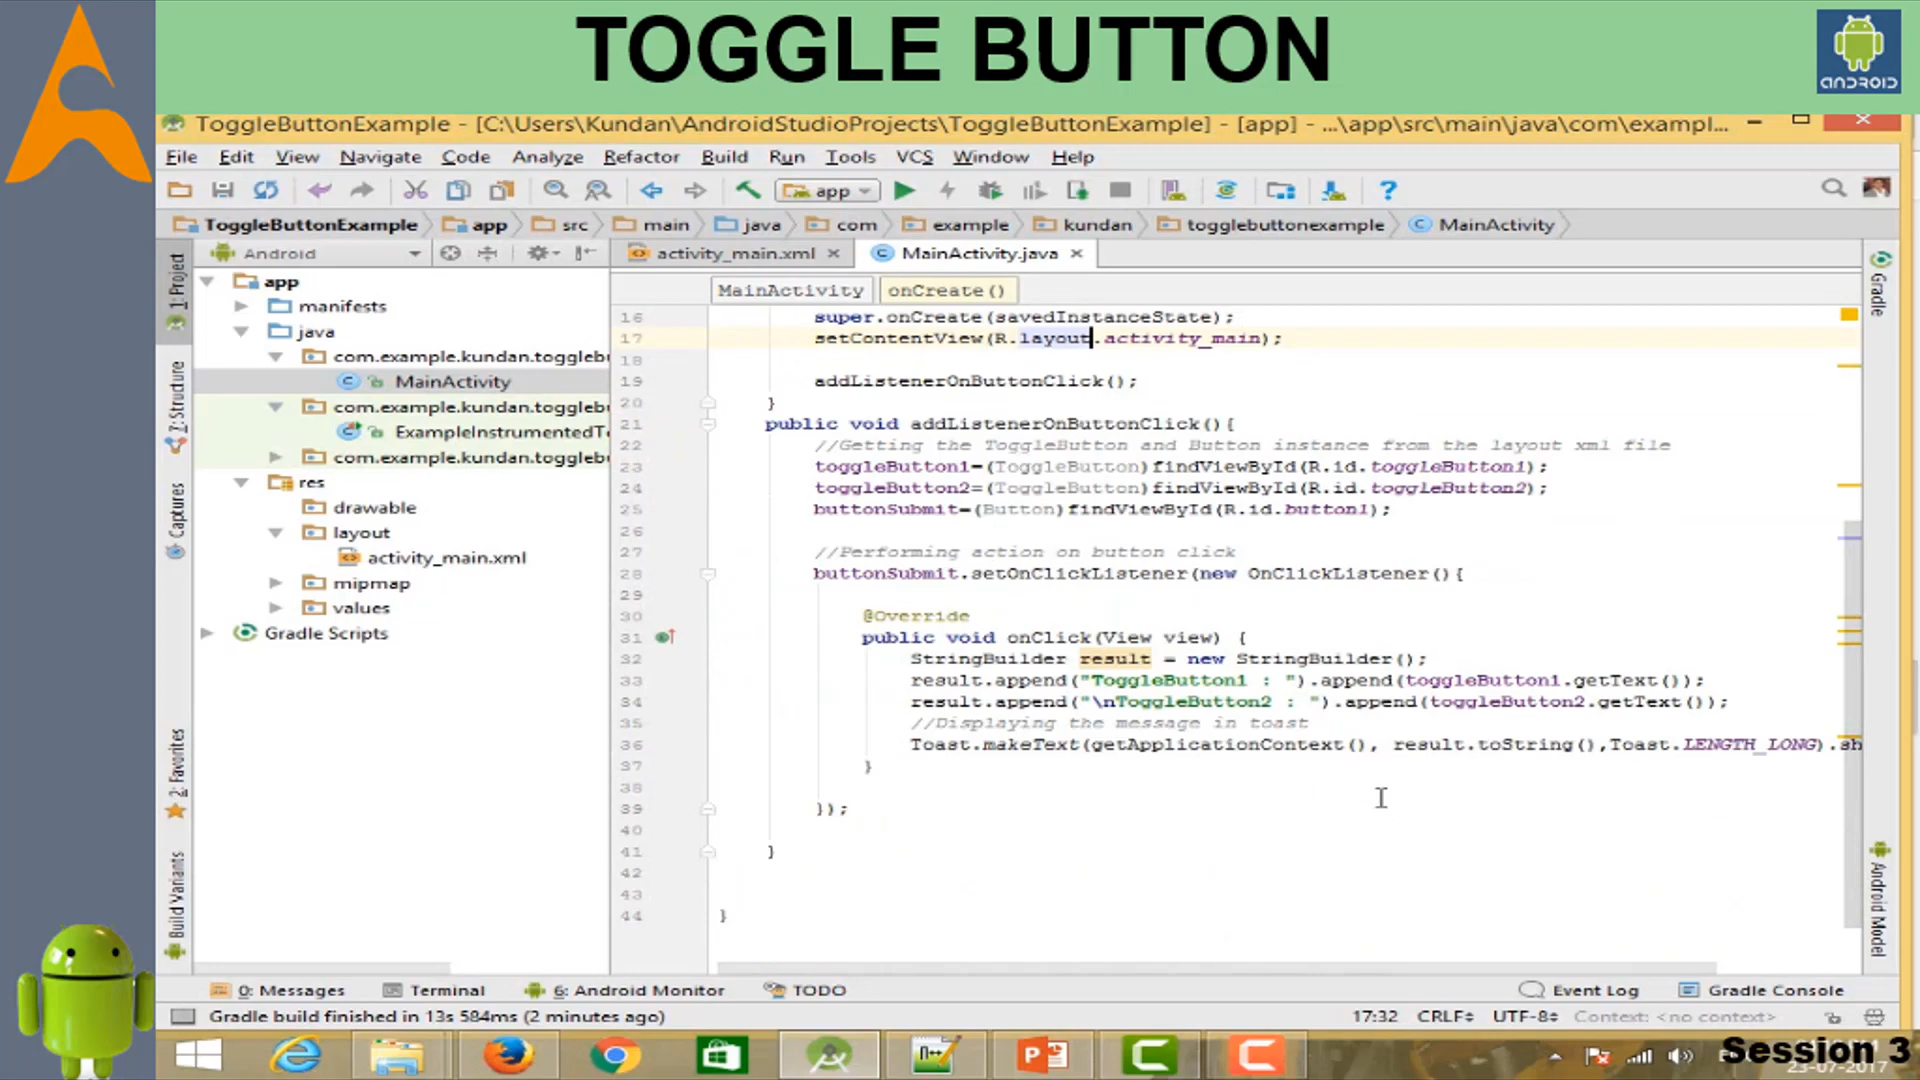 TOGGLE BUTTON
ANDROID
ToggleButtonExample - [C:\Users\Kundan\AndroidStudioProjects\ToggleButtonExample] - [app] - ...\app\src\main\java\com\exampl...
File Edit View Navigate Code Analyze Refactor Build Run Tools VCS Window Help
app
ToggleButtonExample app src main java com example kundan togglebuttonexample MainActivity
Android
activity_main.xml
MainActivity.java
MainActivity onCreate()
1: Project
7: Structure
Captures
2: Favorites
Build Variants
app
manifests
java
com.example.kundan.togglebu
MainActivity
com.example.kundan.togglebu
ExampleInstrumentedTe
com.example.kundan.togglebu
res
drawable
layout
activity_main.xml
mipmap
values
Gradle Scripts
16 super.onCreate(savedInstanceState);
17 setContentView(R.layout.activity_main);
18
19 addListenerOnButtonClick();
20 }
21 public void addListenerOnButtonClick(){
22 //Getting the ToggleButton and Button instance from the layout xml file
23 toggleButton1=(ToggleButton)findViewById(R.id.toggleButton1);
24 toggleButton2=(ToggleButton)findViewById(R.id.toggleButton2);
25 buttonSubmit=(Button)findViewById(R.id.button1);
26
27 //Performing action on button click
28 buttonSubmit.setOnClickListener(new OnClickListener(){
29
30 @Override
31 public void onClick(View view) {
32 StringBuilder result = new StringBuilder();
33 result.append("ToggleButton1 : ").append(toggleButton1.getText());
34 result.append("\nToggleButton2 : ").append(toggleButton2.getText());
35 //Displaying the message in toast
36 Toast.makeText(getApplicationContext(), result.toString(),Toast.LENGTH_LONG).sh
37 }
38
39 });
40
41 }
42
43
44 }
Gradle
Android Model
0: Messages Terminal 6: Android Monitor TODO Event Log Gradle Console
Gradle build finished in 13s 584ms (2 minutes ago) 17:32 CRLF UTF-8 Context: <no context>
Session 3
23-07-2017